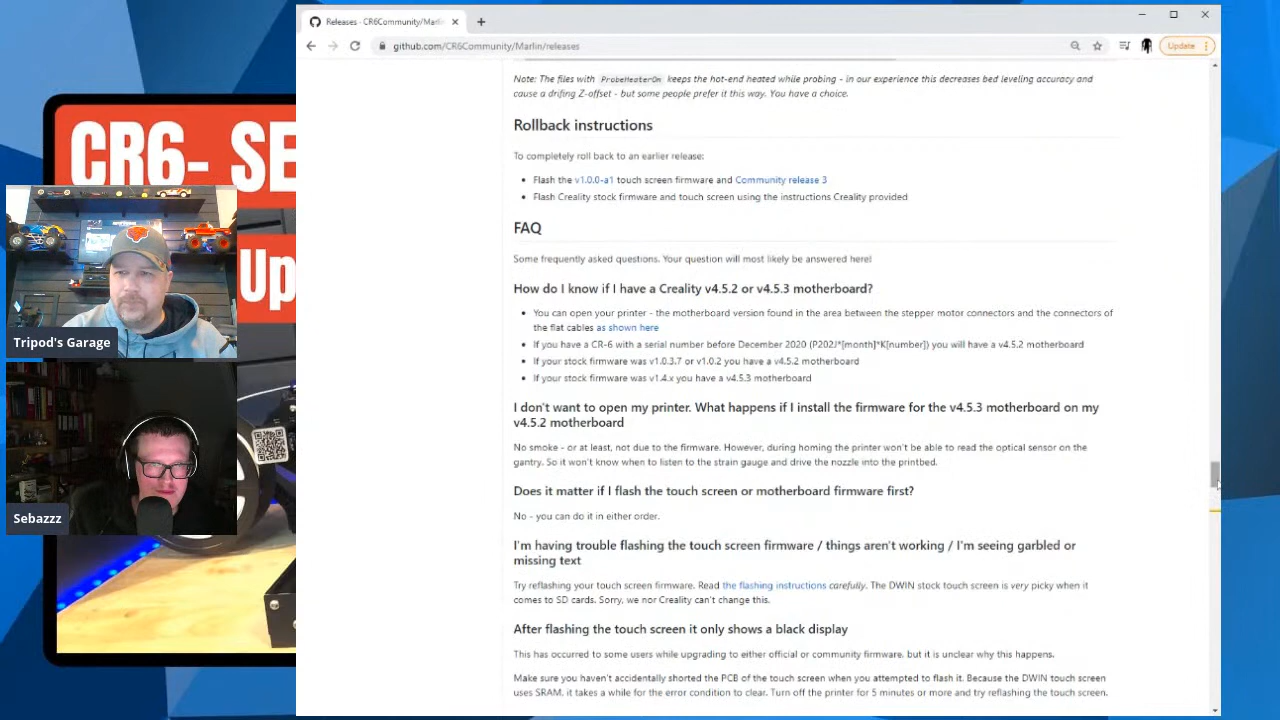 Releases · CR6Community/Marlin
github.com/CR6Community/Marlin/releases
Update
Note: The files with ProbeHeaterOn keeps the hot-end heated while probing - in our experience this decreases bed leveling accuracy and
cause a drifing Z-offset - but some people prefer it this way. You have a choice.
Rollback instructions
To completely roll back to an earlier release:
Flash the v1.0.0-a1 touch screen firmware and Community release 3
Flash Creality stock firmware and touch screen using the instructions Creality provided
FAQ
Some frequently asked questions. Your question will most likely be answered here!
How do I know if I have a Creality v4.5.2 or v4.5.3 motherboard?
You can open your printer - the motherboard version found in the area between the stepper motor connectors and the connectors of
the flat cables as shown here
If you have a CR-6 with a serial number before December 2020 (P202J*[month]*K[number]) you will have a v4.5.2 motherboard
If your stock firmware was v1.0.3.7 or v1.0.2 you have a v4.5.2 motherboard
If your stock firmware was v1.4.x you have a v4.5.3 motherboard
I don't want to open my printer. What happens if I install the firmware for the v4.5.3 motherboard on my
v4.5.2 motherboard
No smoke - or at least, not due to the firmware. However, during homing the printer won't be able to read the optical sensor on the
gantry. So it won't know when to listen to the strain gauge and drive the nozzle into the printbed.
Does it matter if I flash the touch screen or motherboard firmware first?
No - you can do it in either order.
I'm having trouble flashing the touch screen firmware / things aren't working / I'm seeing garbled or
missing text
Try reflashing your touch screen firmware. Read the flashing instructions carefully. The DWIN stock touch screen is very picky when it
comes to SD cards. Sorry, we nor Creality can't change this.
After flashing the touch screen it only shows a black display
This has occurred to some users while upgrading to either official or community firmware, but it is unclear why this happens.
Make sure you haven't accidentally shorted the PCB of the touch screen when you attempted to flash it. Because the DWIN touch screen
uses SRAM, it takes a while for the error condition to clear. Turn off the printer for 5 minutes or more and try reflashing the touch screen.
CR6- SE
Up
Tripod's Garage
Sebazzz